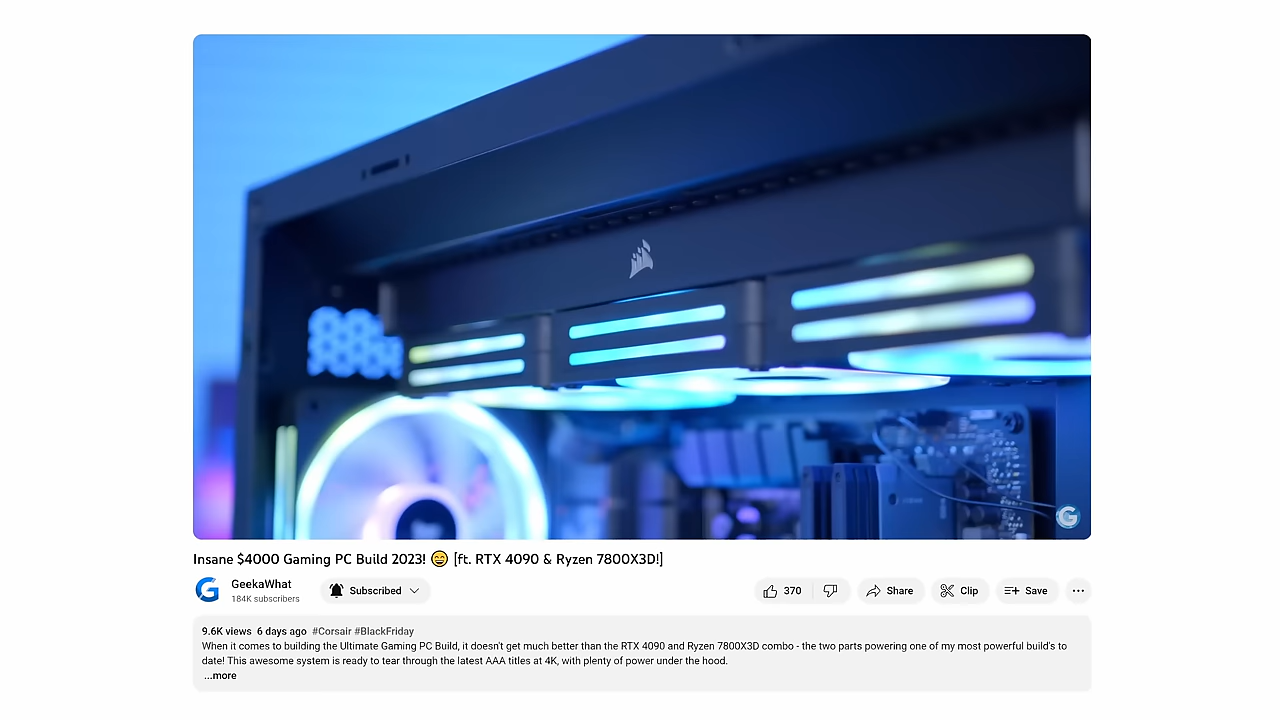 Insane $4000 Gaming PC Build 2023! 😄 [ft. RTX 4090 & Ryzen 7800X3D!]
GeekaWhat
184K subscribers
Subscribed
370
Share
Clip
Save
9.6K views 6 days ago #Corsair #BlackFriday
When it comes to building the Ultimate Gaming PC Build, it doesn't get much better than the RTX 4090 and Ryzen 7800X3D combo - the two parts powering one of my most powerful build's to
date! This awesome system is ready to tear through the latest AAA titles at 4K, with plenty of power under the hood.
...more